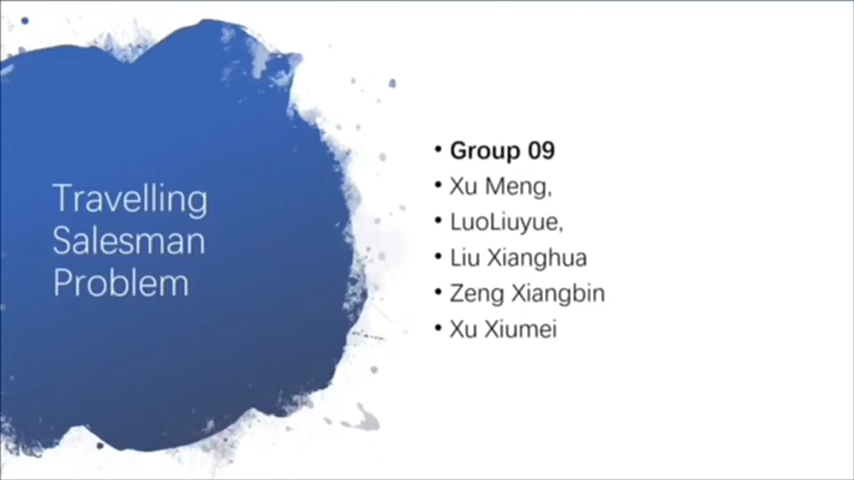 Travelling
Salesman
Problem
• Group 09
• Xu Meng,
• LuoLiuyue,
• Liu Xianghua
• Zeng Xiangbin
• Xu Xiumei